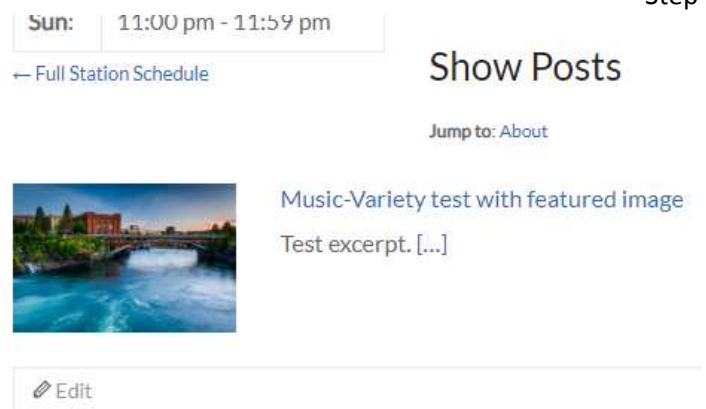 Step
Sun: 11:00 pm - 11:59 pm
← Full Station Schedule
Show Posts
Jump to: About
Music-Variety test with featured image
Test excerpt. [...]
Edit